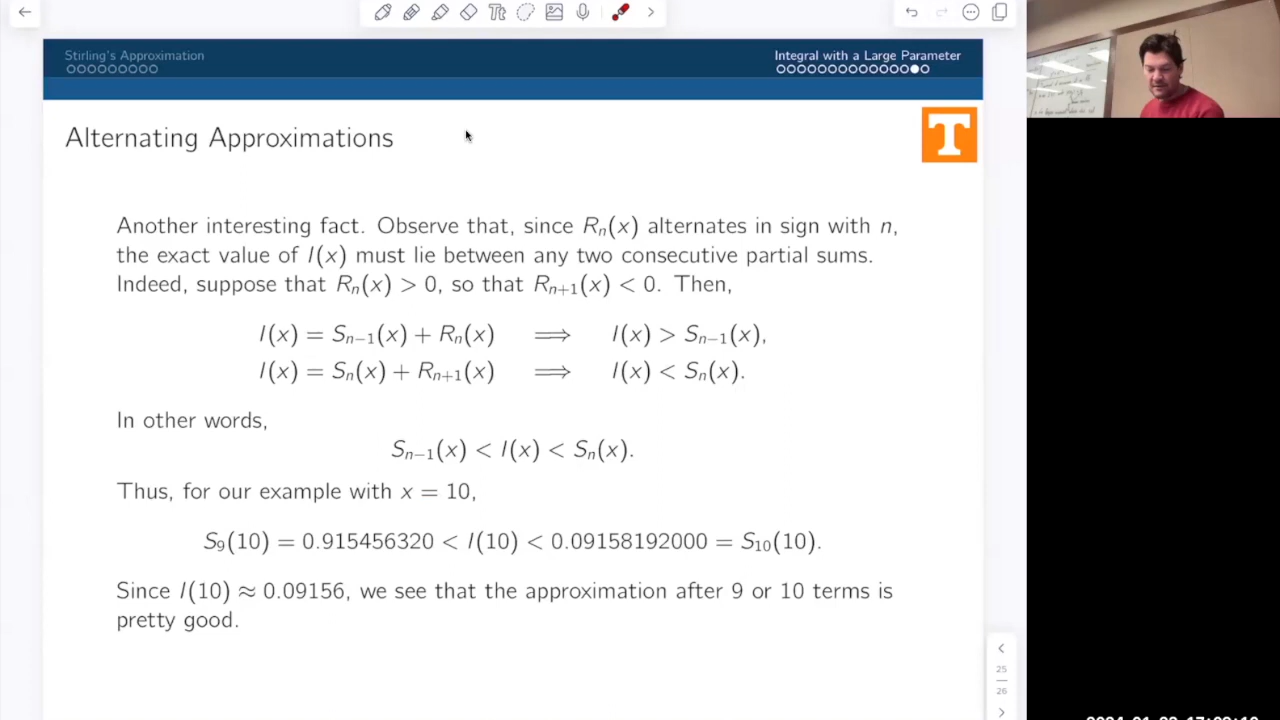 Stirling's Approximation
Integral with a Large Parameter
Alternating Approximations
T
Another interesting fact. Observe that, since Rₙ(x) alternates in sign with n,
the exact value of I(x) must lie between any two consecutive partial sums.
Indeed, suppose that Rₙ(x) > 0, so that Rₙ₊₁(x) < 0. Then,
I(x) = Sₙ₋₁(x) + Rₙ(x) ⟹ I(x) > Sₙ₋₁(x),
I(x) = Sₙ(x) + Rₙ₊₁(x) ⟹ I(x) < Sₙ(x).
In other words,
Sₙ₋₁(x) < I(x) < Sₙ(x).
Thus, for our example with x = 10,
S₉(10) = 0.915456320 < I(10) < 0.09158192000 = S₁₀(10).
Since I(10) ≈ 0.09156, we see that the approximation after 9 or 10 terms is
pretty good.
25
26